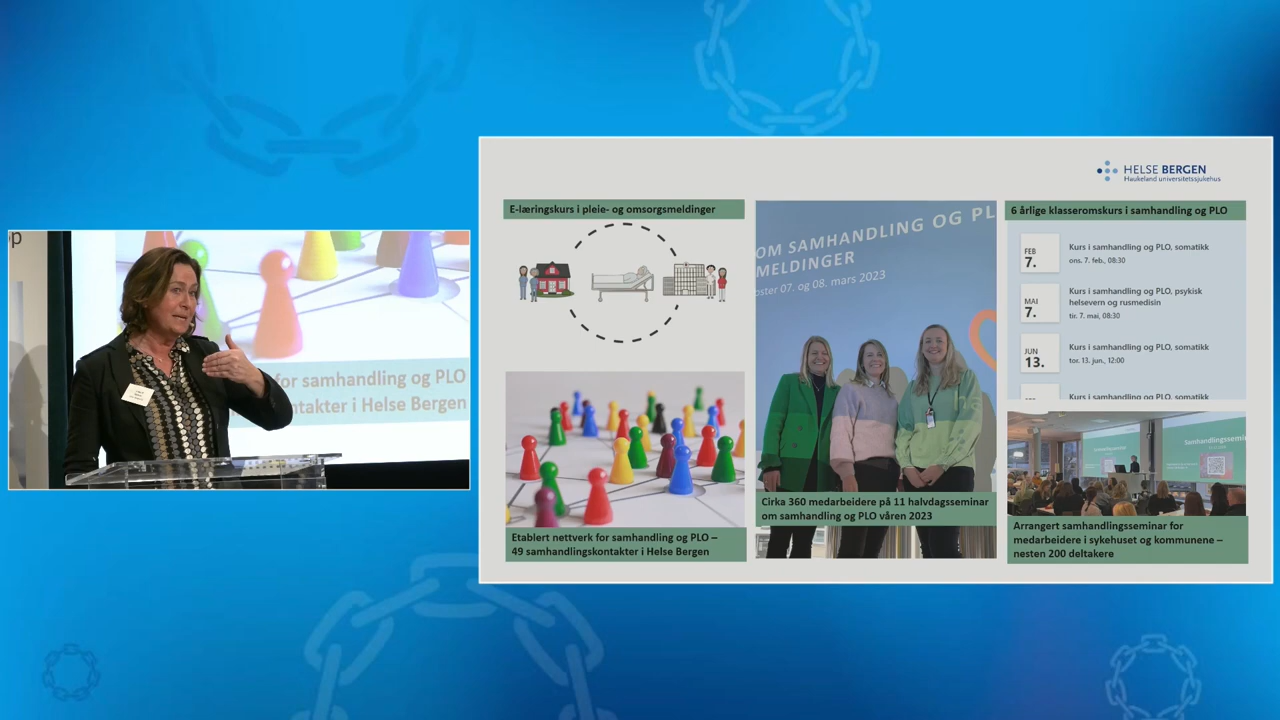 p
for samhandling og PLO
ntakter i Helse Bergen
HELSE BERGEN
Haukeland universitetssjukehus
E-læringskurs i pleie- og omsorgsmeldinger
Etablert nettverk for samhandling og PLO –
49 samhandlingskontakter i Helse Bergen
OM SAMHANDLING OG PL
MELDINGER
oster 07. og 08. mars 2023
Cirka 360 medarbeidere på 11 halvdagsseminar
om samhandling og PLO våren 2023
6 årlige klasseromskurs i samhandling og PLO
FEB
7.
Kurs i samhandling og PLO, somatikk
ons. 7. feb., 08:30
MAI
7.
Kurs i samhandling og PLO, psykisk
helsevern og rusmedisin
tir. 7. mai, 08:30
JUN
13.
Kurs i samhandling og PLO, somatikk
tor. 13. jun., 12:00
Kurs i samhandling og PLO, somatikk
Samhandlingssemin
Arrangert samhandlingsseminar for
medarbeidere i sykehuset og kommunene –
nesten 200 deltakere